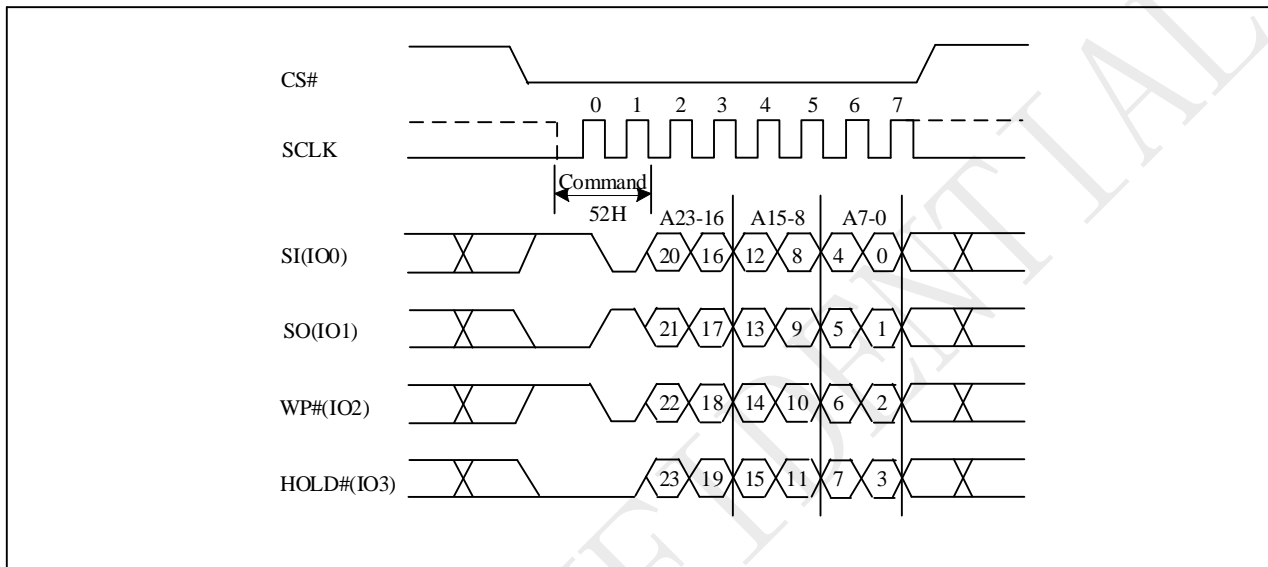 CS#
0 1 2 3 4 5 6 7
SCLK
Command
52H
A23-16 A15-8 A7-0
SI(IO0) 20 16 12 8 4 0
SO(IO1) 21 17 13 9 5 1
WP#(IO2) 22 18 14 10 6 2
HOLD#(IO3) 23 19 15 11 7 3
FIDENTIAL